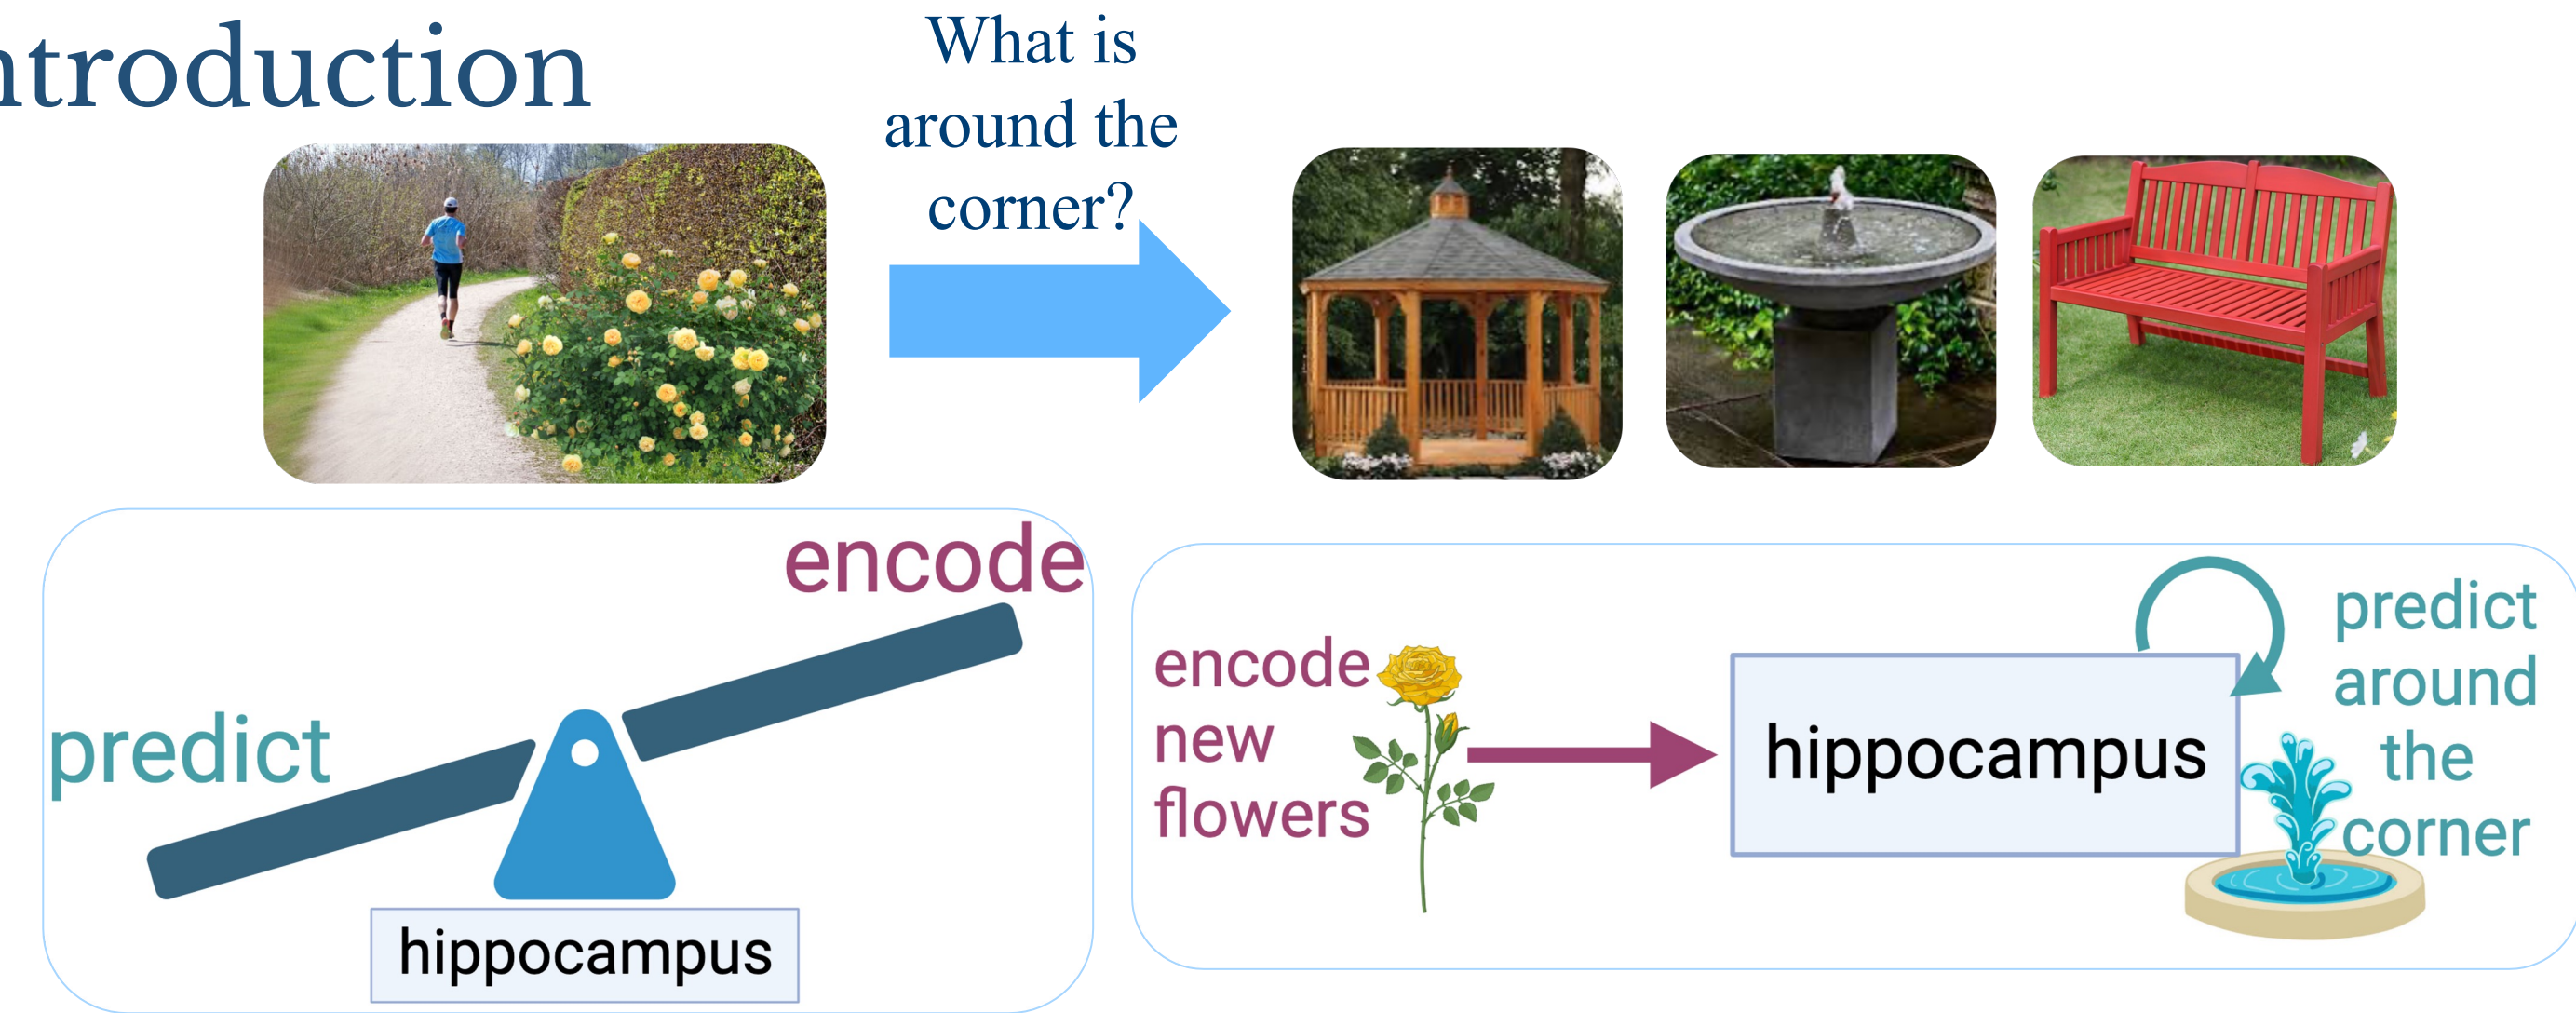 ntroduction
What is
around the
corner?
encode
predict
hippocampus
encode
new
flowers
hippocampus
predict
around
the
corner